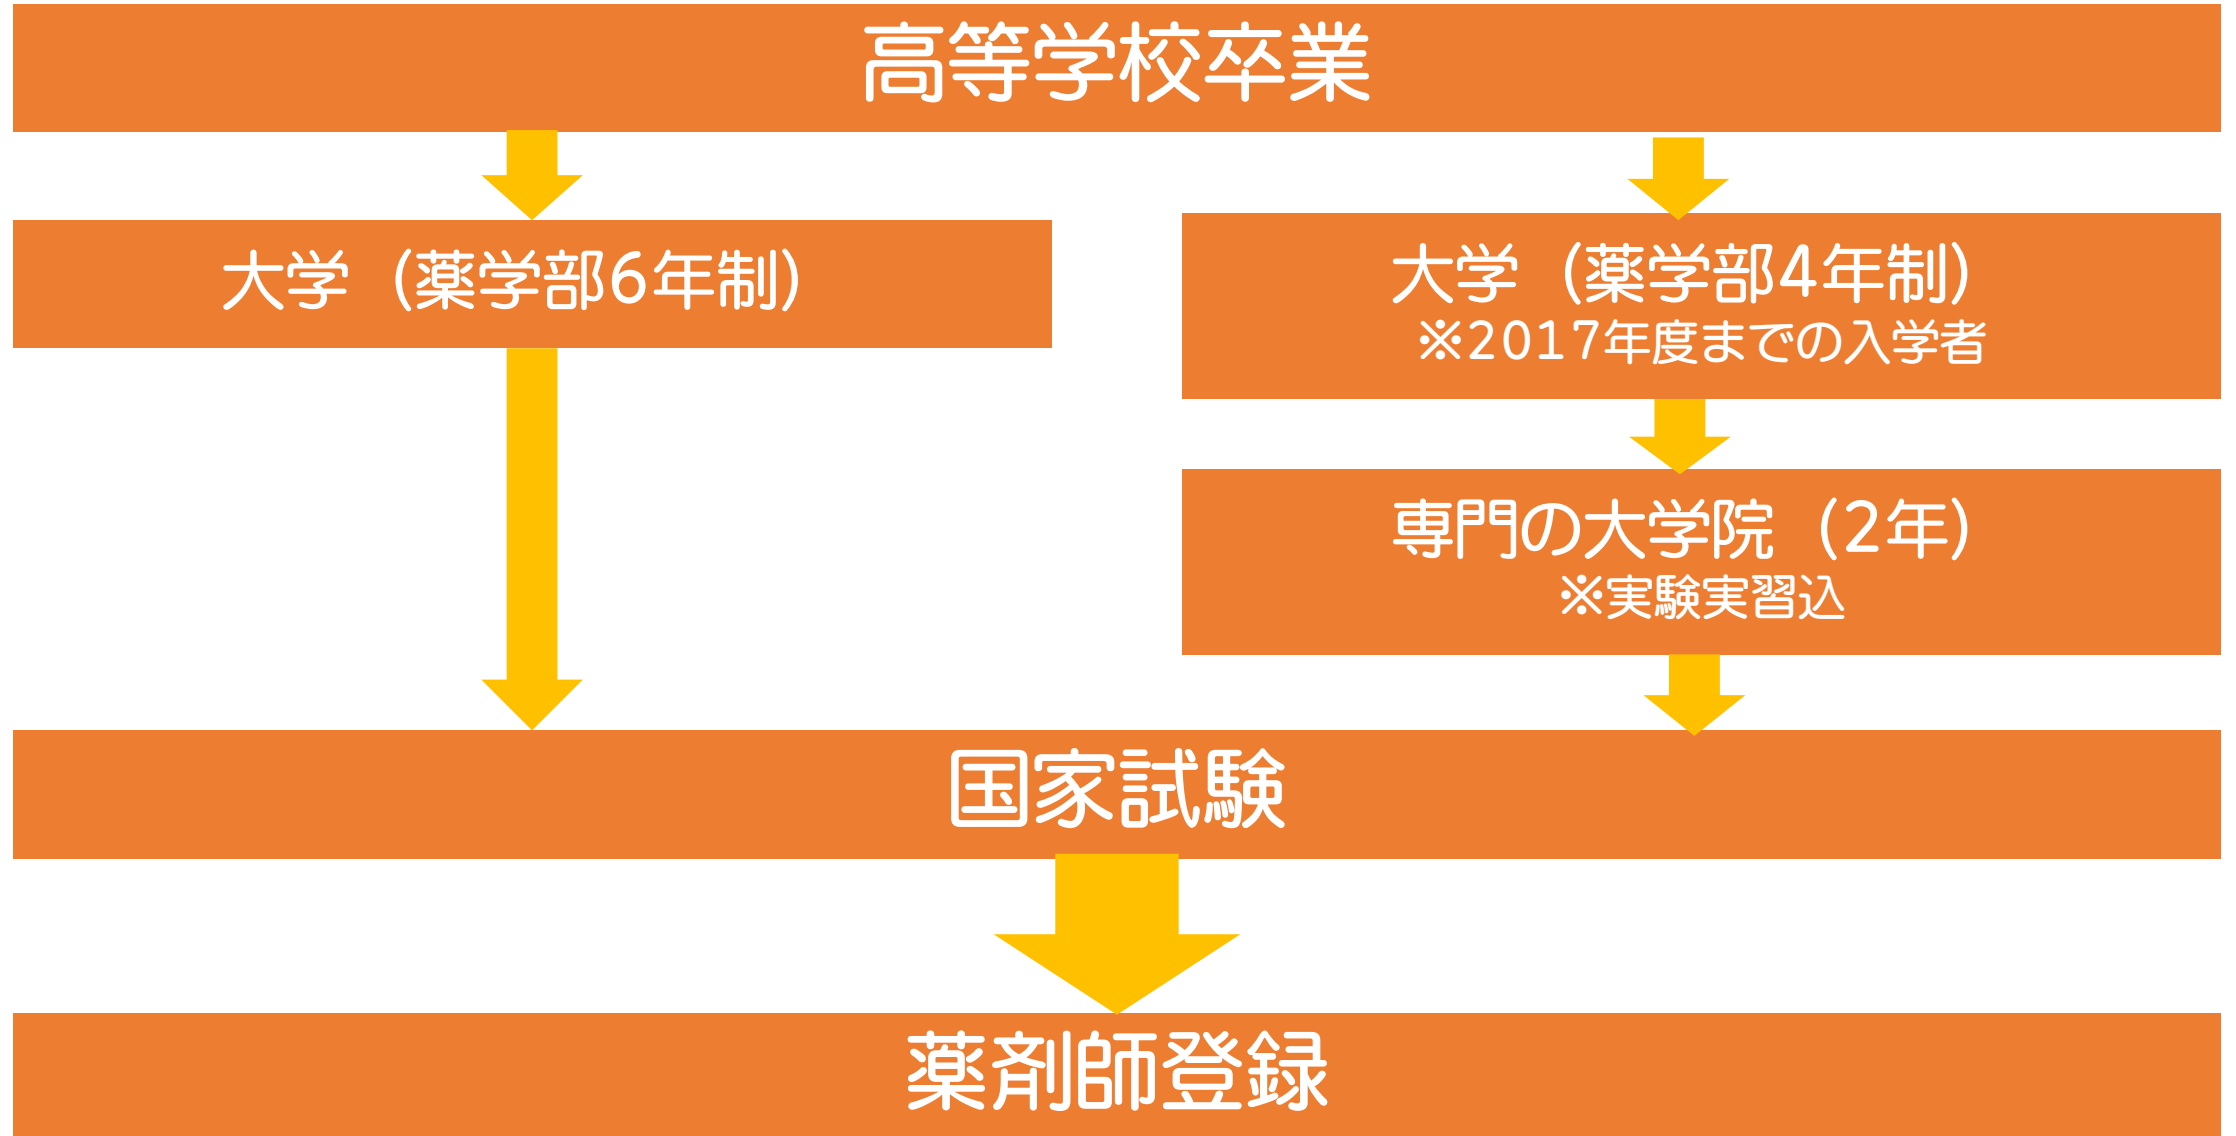 高等学校卒業
大学（薬学部6年制）
大学（薬学部4年制）
※2017年度までの入学者
専門の大学院（2年）
※実験実習込
国家試験
薬剤師登録